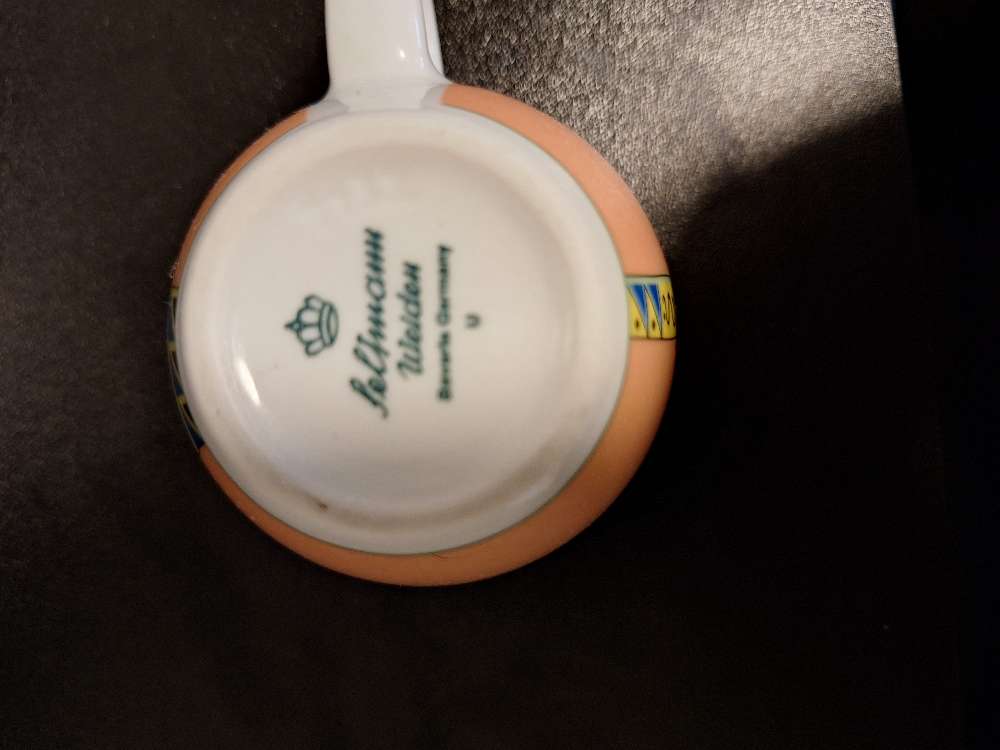 Seltmann
Weiden
Bavaria Germany
U